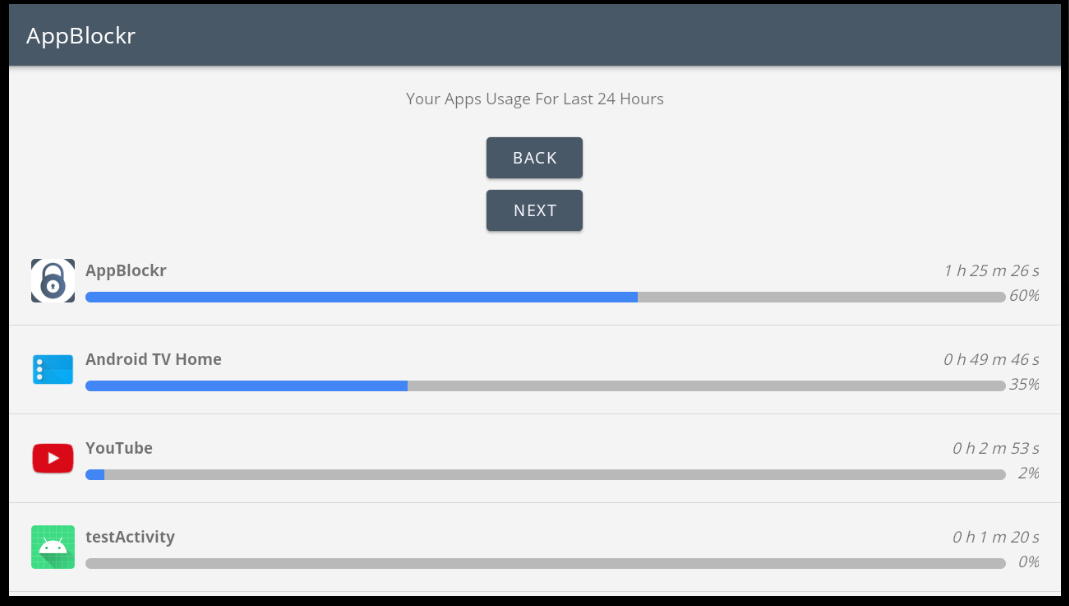 AppBlockr
Your Apps Usage For Last 24 Hours
BACK
NEXT
AppBlockr 1 h 25 m 26 s
60%
Android TV Home 0 h 49 m 46 s
35%
YouTube 0 h 2 m 53 s
2%
testActivity 0 h 1 m 20 s
0%